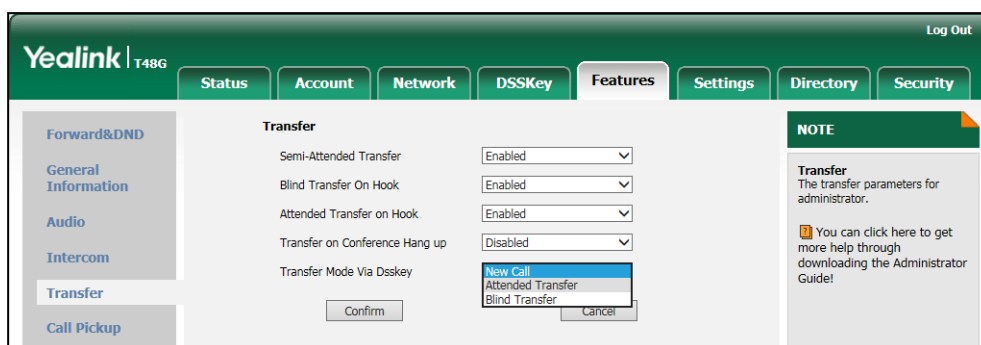 Log Out
Yealink T48G
Status Account Network DSSKey Features Settings Directory Security
Forward&DND
General
Information
Audio
Intercom
Transfer
Call Pickup
Transfer
Semi-Attended Transfer Enabled
Blind Transfer On Hook Enabled
Attended Transfer on Hook Enabled
Transfer on Conference Hang up Disabled
Transfer Mode Via Dsskey New Call
Attended Transfer
Blind Transfer
Confirm Cancel
NOTE
Transfer
The transfer parameters for
administrator.
You can click here to get
more help through
downloading the Administrator
Guide!